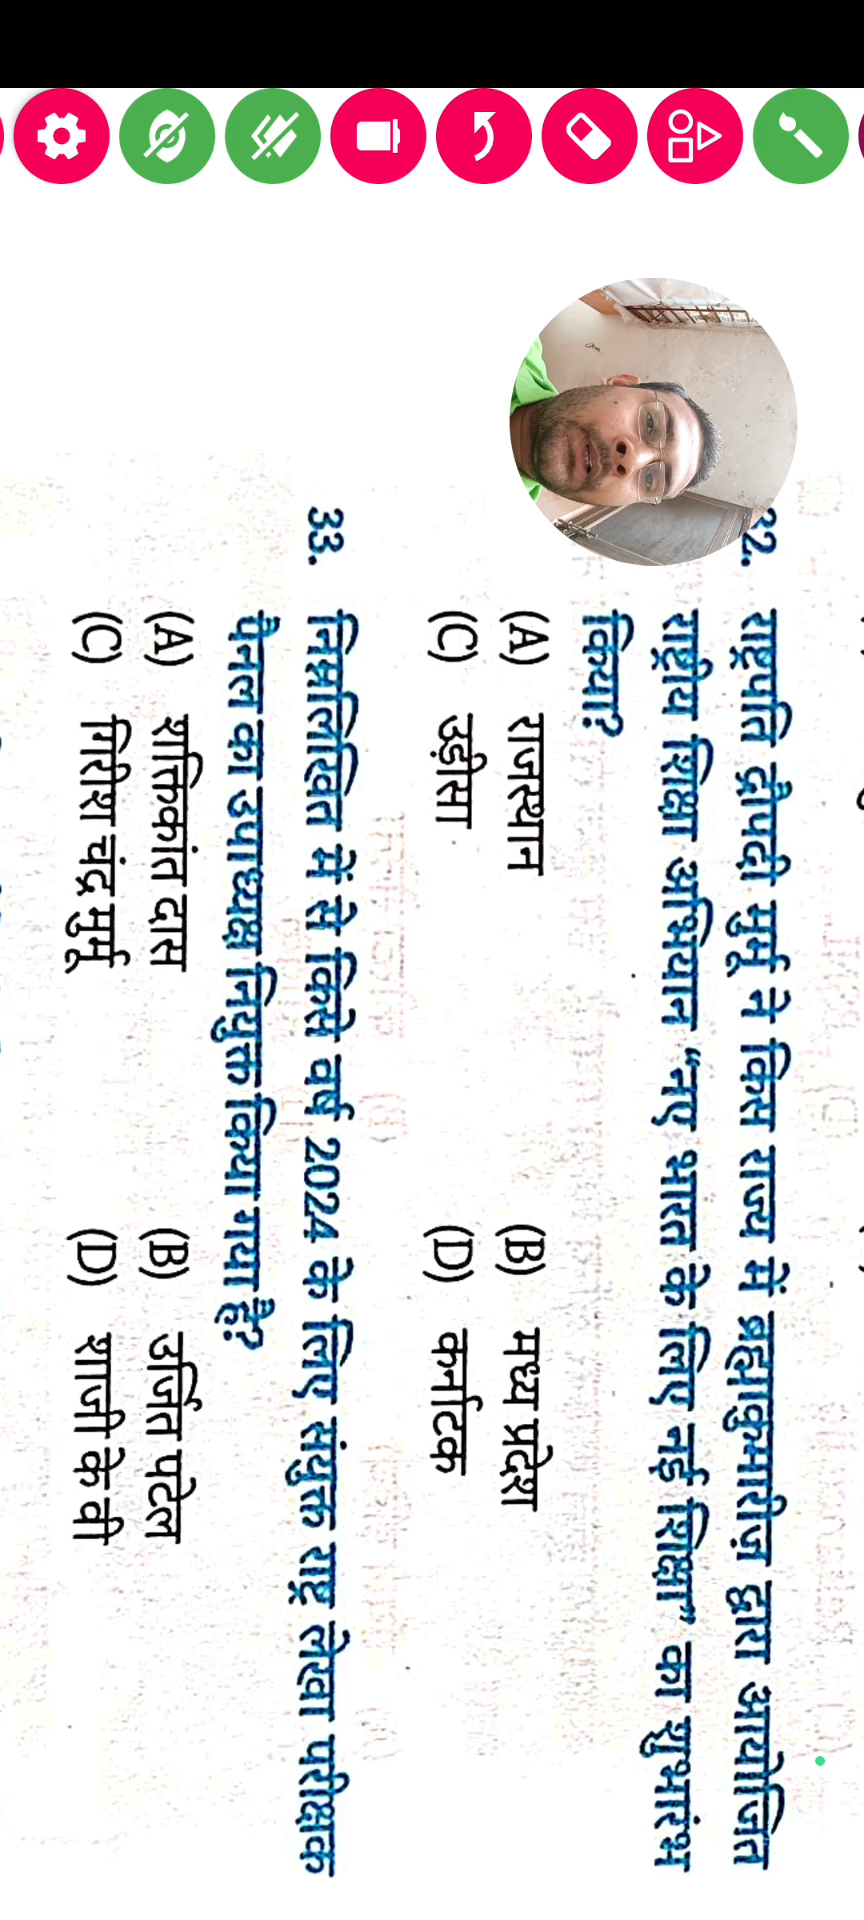 32. राष्ट्रपति द्रौपदी मुर्मू ने किस राज्य में ब्रह्माकुमारीज़ द्वारा आयोजित
राष्ट्रीय शिक्षा अभियान “नए भारत के लिए नई शिक्षा” का शुभारंभ
किया?
(A) राजस्थान (B) मध्य प्रदेश
(C) उड़ीसा (D) कर्नाटक
33. निम्नलिखित में से किसे वर्ष 2024 के लिए संयुक्त राष्ट्र लेखा परीक्षक
पैनल का उपाध्यक्ष नियुक्त किया गया है?
(A) शक्तिकांत दास (B) उर्जित पटेल
(C) गिरीश चंद्र मुर्मू (D) शाजी के वी